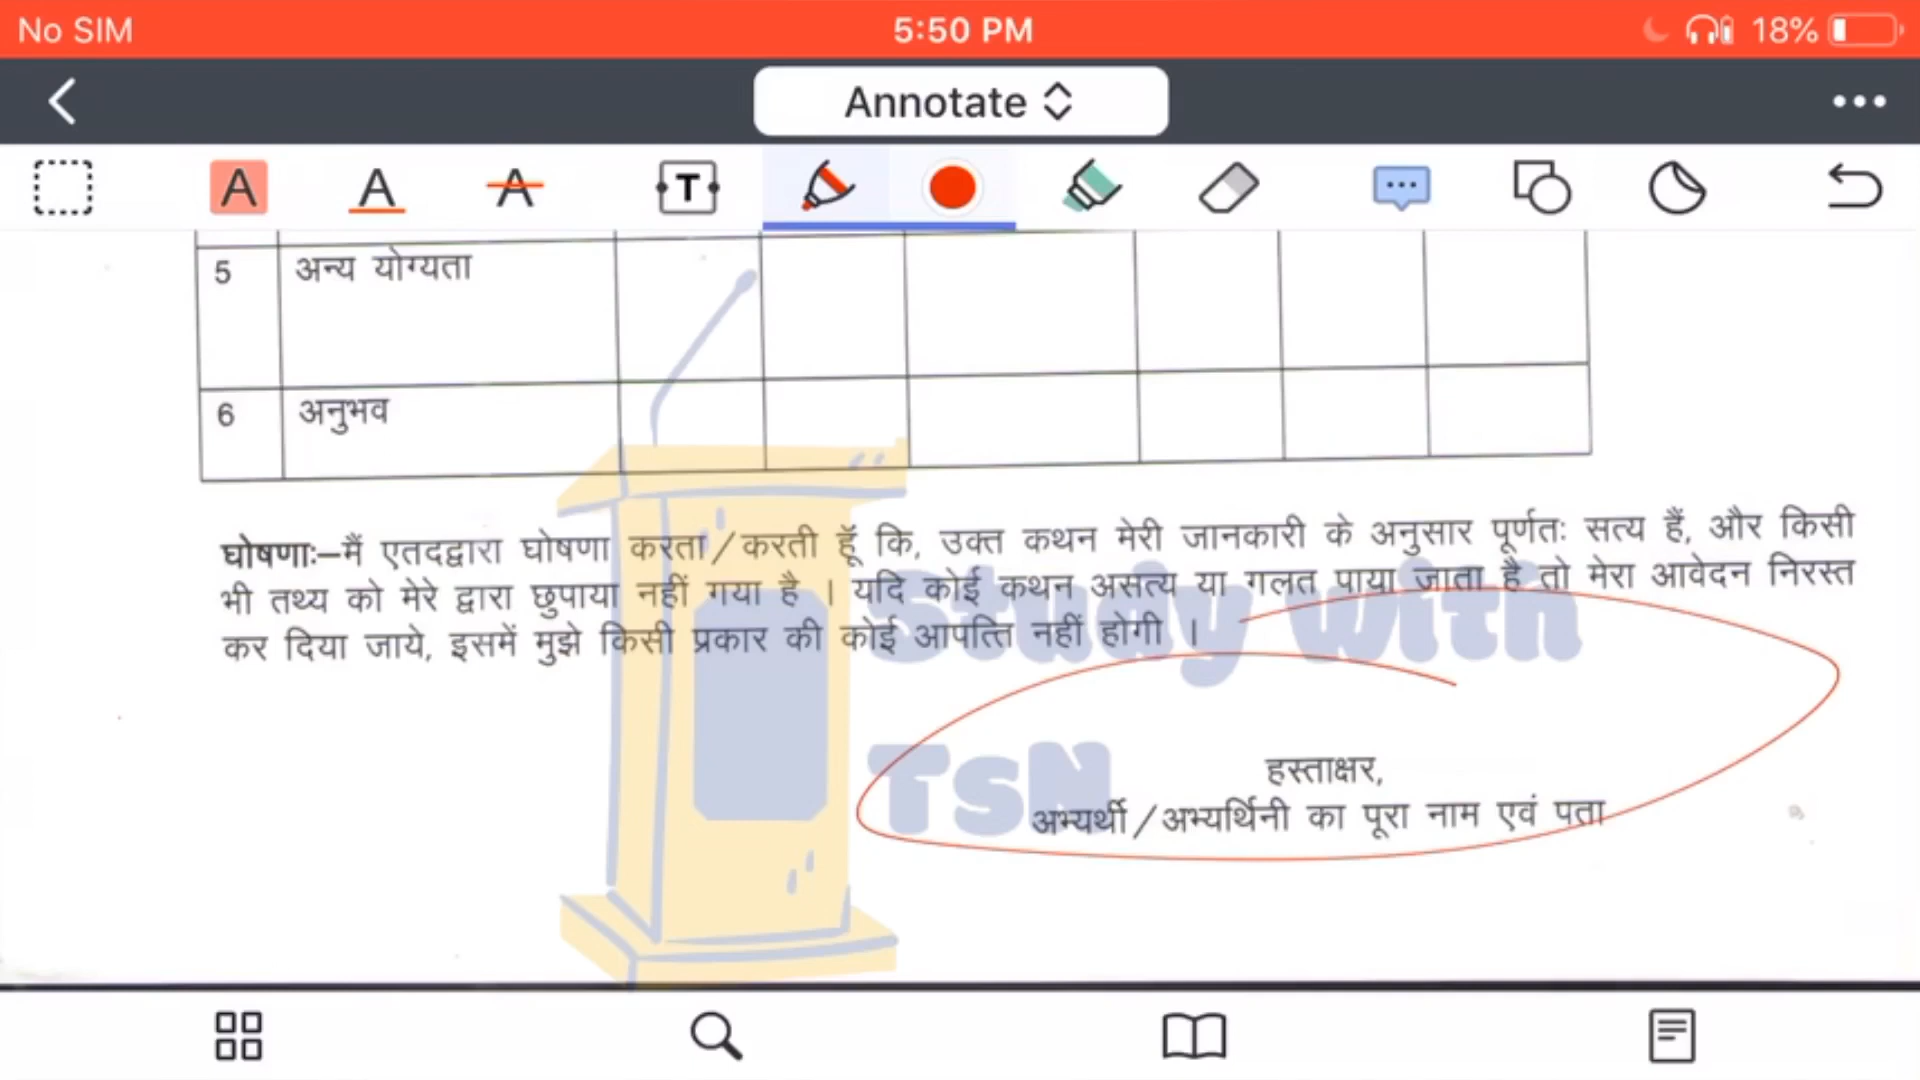 No SIM 5:50 PM 18%
Annotate
A A A T
5 अन्य योग्यता
6 अनुभव
घोषणाः–मैं एतदद्वारा घोषणा करता/करती हूॅ कि, उक्त कथन मेरी जानकारी के अनुसार पूर्णतः सत्य हैं, और किसी
भी तथ्य को मेरे द्वारा छुपाया नहीं गया है । यदि कोई कथन असत्य या गलत पाया जाता है तो मेरा आवेदन निरस्त
कर दिया जाये, इसमें मुझे किसी प्रकार की कोई आपत्ति नहीं होगी ।
Study with
TsN
हस्ताक्षर,
अभ्यर्थी/अभ्यर्थिनी का पूरा नाम एवं पता